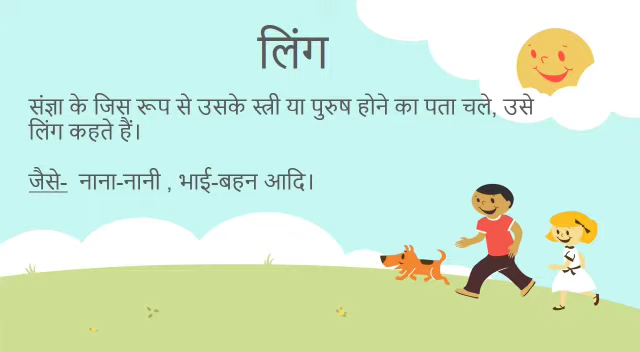 लिंग
संज्ञा के जिस रूप से उसके स्त्री या पुरुष होने का पता चले, उसे
लिंग कहते हैं।
जैसे-  नाना-नानी , भाई-बहन आदि।